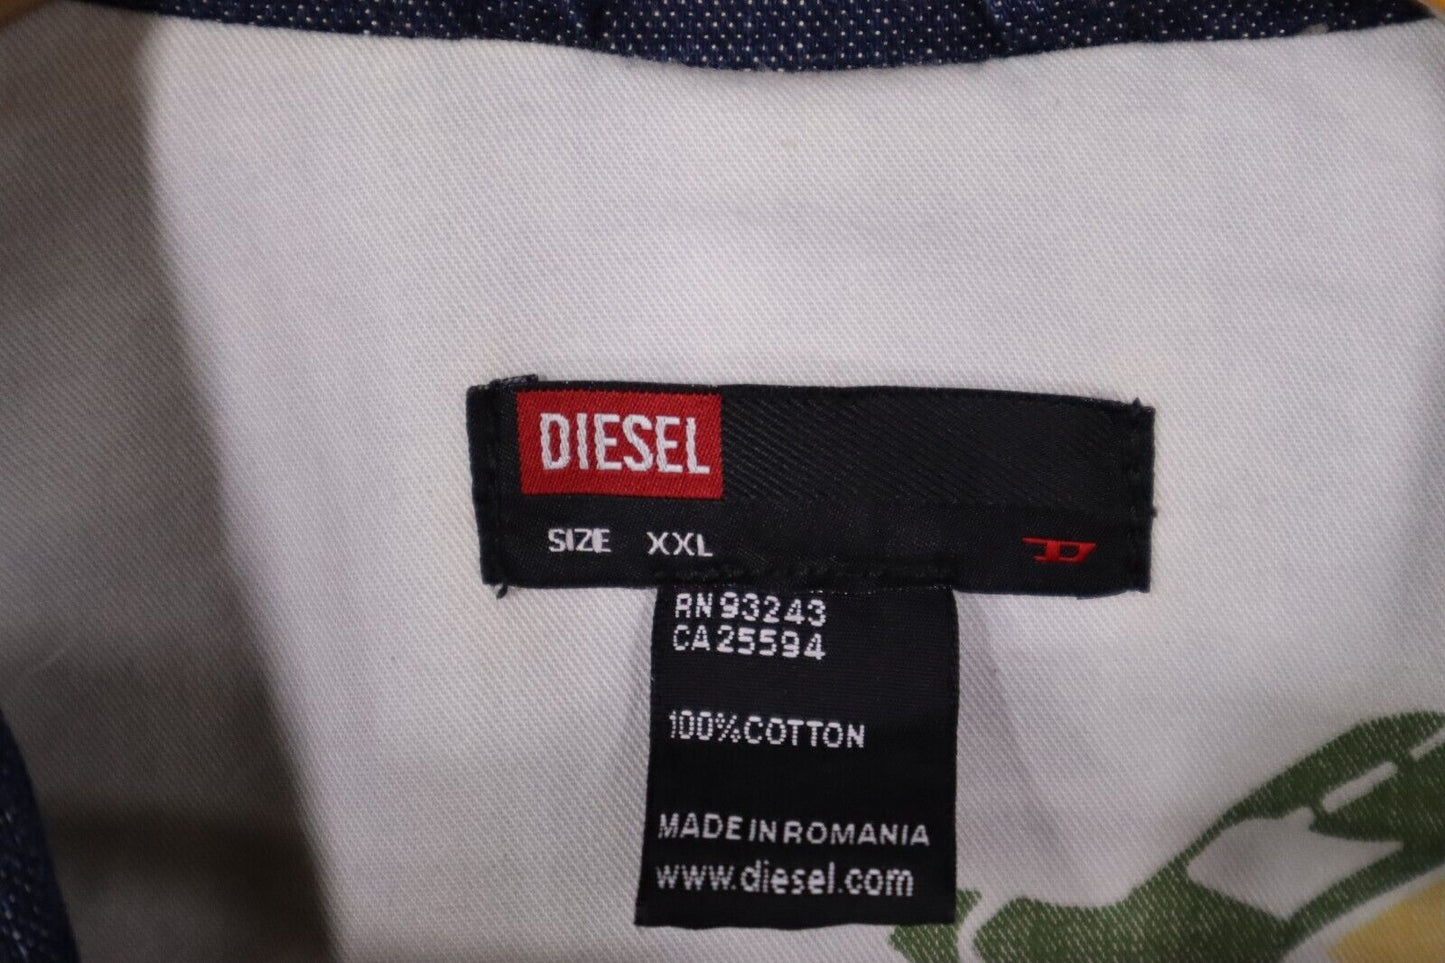 DIESEL
SIZE XXL
RN 93243
CA 25594
100% COTTON
MADE IN ROMANIA
www.diesel.com